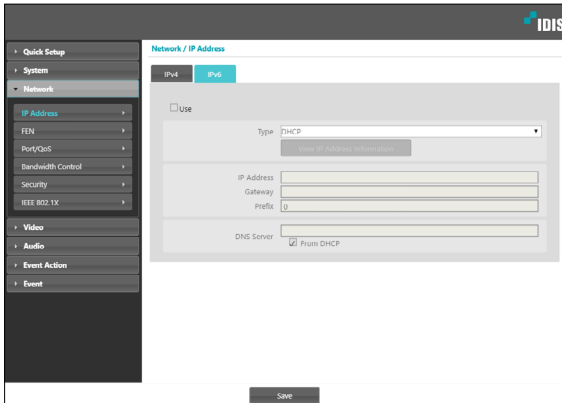 IDIS
Network / IP Address
Quick Setup
System
Network
IP Address
FEN
Port/QoS
Bandwidth Control
Security
IEEE 802.1X
Video
Audio
Event Action
Event
IPv4 IPv6
Use
Type DHCP
View IP Address Information
IP Address
Gateway
Prefix 0
DNS Server
From DHCP
Save